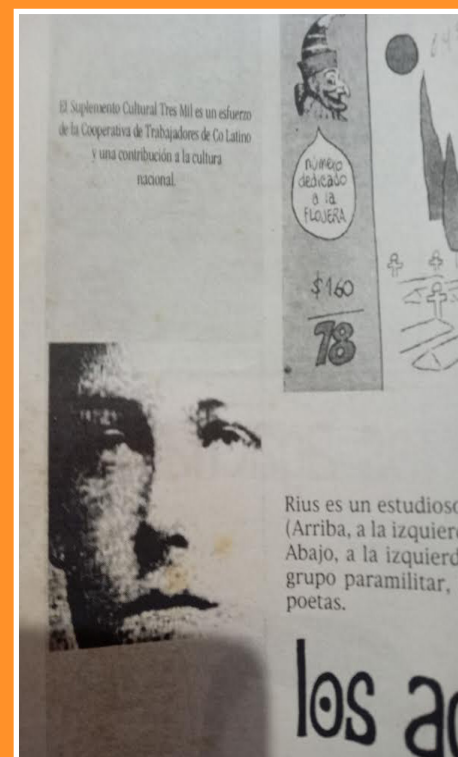 El Suplemento Cultural Tres Mil es un esfuerzo
de la Cooperativa de Trabajadores de Co Latino
y una contribución a la cultura
nacional.
número
dedicado
a la
FLOJERA
$160
78
Rius es un estudioso
(Arriba, a la izquier
Abajo, a la izquierd
grupo paramilitar,
poetas.
los